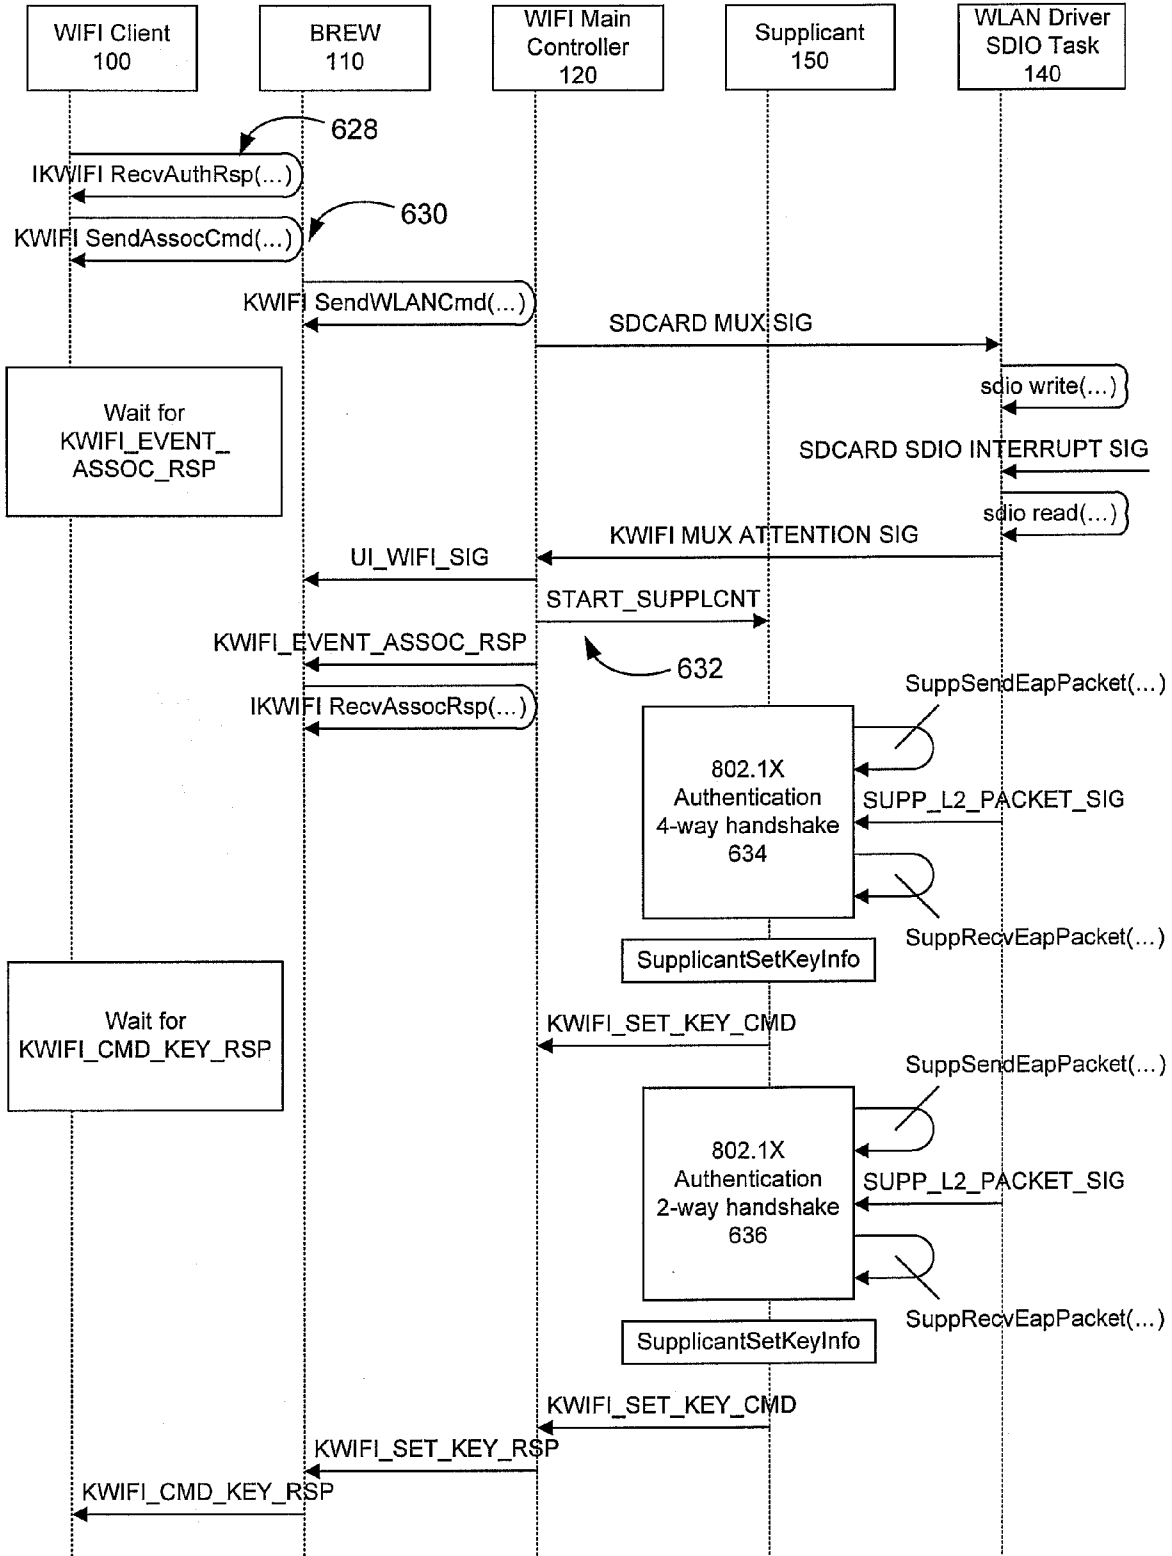 WIFI Client
100
BREW
110
WIFI Main
Controller
120
Supplicant
150
WLAN Driver
SDIO Task
140
628
IKWIFI RecvAuthRsp(...)
630
KWIFI SendAssocCmd(...)
KWIFI SendWLANCmd(...)
SDCARD MUX SIG
sdio write(...)
Wait for
KWIFI_EVENT_
ASSOC_RSP
SDCARD SDIO INTERRUPT SIG
sdio read(...)
KWIFI MUX ATTENTION SIG
UI_WIFI_SIG
START_SUPPLCNT
KWIFI_EVENT_ASSOC_RSP
632
SuppSendEapPacket(...)
IKWIFI RecvAssocRsp(...)
802.1X
Authentication
4-way handshake
634
SUPP_L2_PACKET_SIG
SuppRecvEapPacket(...)
SupplicantSetKeyInfo
Wait for
KWIFI_CMD_KEY_RSP
KWIFI_SET_KEY_CMD
SuppSendEapPacket(...)
802.1X
Authentication
2-way handshake
636
SUPP_L2_PACKET_SIG
SuppRecvEapPacket(...)
SupplicantSetKeyInfo
KWIFI_SET_KEY_CMD
KWIFI_SET_KEY_RSP
KWIFI_CMD_KEY_RSP